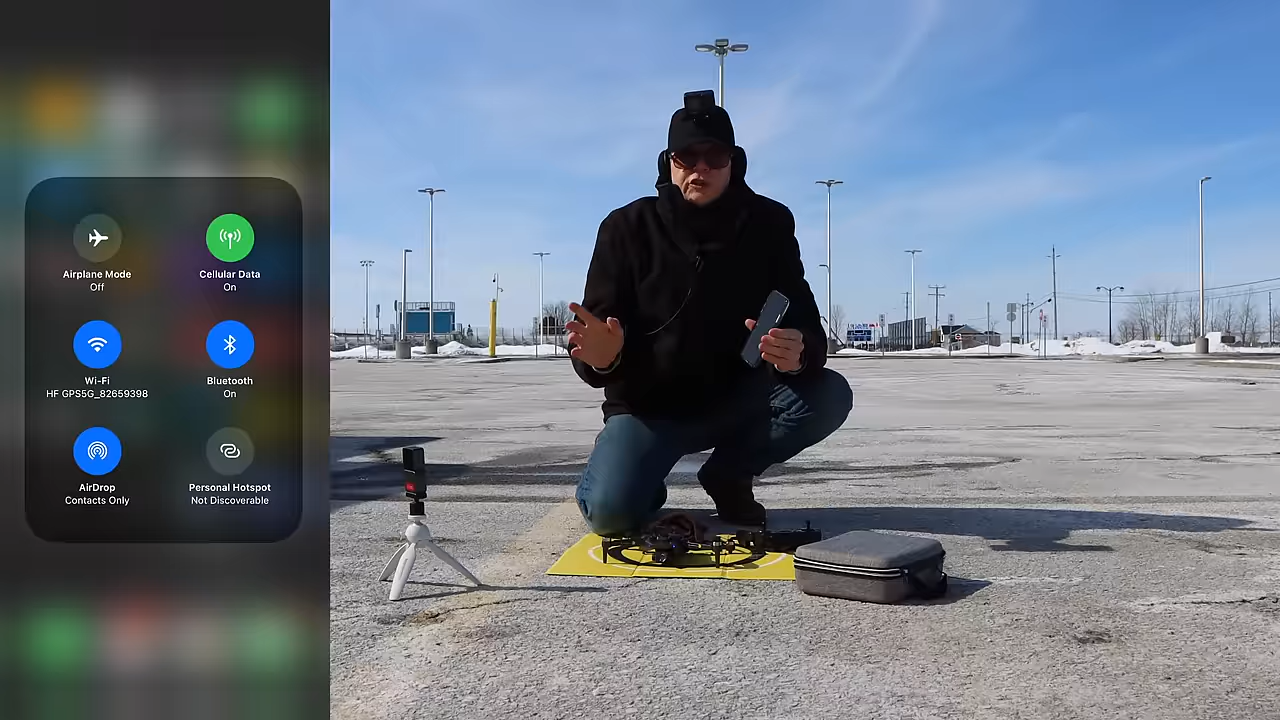 Airplane Mode
Off
Cellular Data
On
Wi-Fi
HF GPS5G_82659398
Bluetooth
On
AirDrop
Contacts Only
Personal Hotspot
Not Discoverable